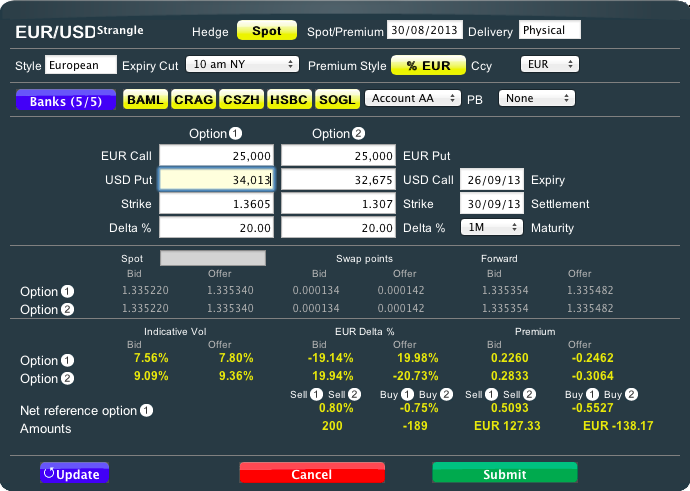 EUR/USD Strangle Hedge Spot Spot/Premium 30/08/2013 Delivery Physical
Style European Expiry Cut 10 am NY Premium Style % EUR Ccy EUR
Banks (5/5) BAML CRAG CSZH HSBC SOGL Account AA PB None
Option 1 Option 2
EUR Call 25,000 25,000 EUR Put
USD Put 34,013 32,675 USD Call 26/09/13 Expiry
Strike 1.3605 1.307 Strike 30/09/13 Settlement
Delta % 20.00 20.00 Delta % 1M Maturity
Spot Swap points Forward
Bid Offer Bid Offer Bid Offer
Option 1 1.335220 1.335340 0.000134 0.000142 1.335354 1.335482
Option 2 1.335220 1.335340 0.000134 0.000142 1.335354 1.335482
Indicative Vol EUR Delta % Premium
Bid Offer Bid Offer Bid Offer
Option 1 7.56% 7.80% -19.14% 19.98% 0.2260 -0.2462
Option 2 9.09% 9.36% 19.94% -20.73% 0.2833 -0.3064
Sell 1 Sell 2 Buy 1 Buy 2 Sell 1 Sell 2 Buy 1 Buy 2
Net reference option 1 0.80% -0.75% 0.5093 -0.5527
Amounts 200 -189 EUR 127.33 EUR -138.17
Update Cancel Submit